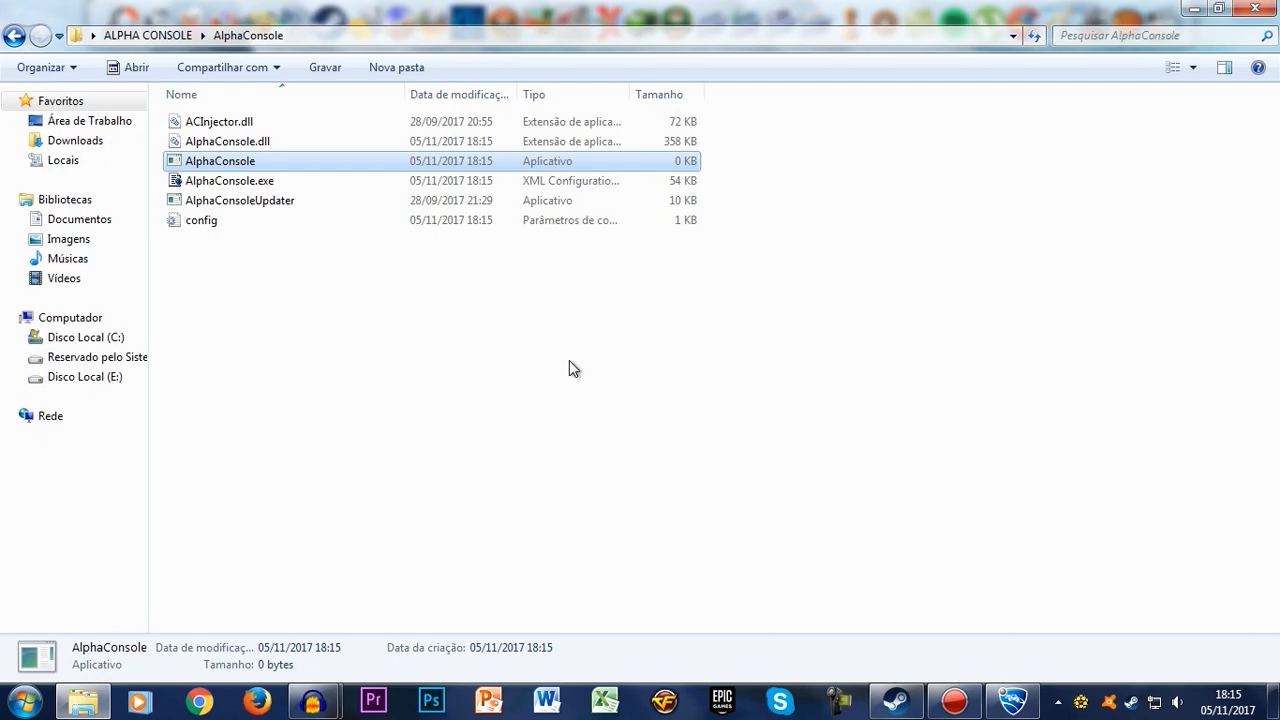 ALPHA CONSOLE AlphaConsole Pesquisar AlphaConsole
Organizar Abrir Compartilhar com Gravar Nova pasta
Favoritos
Área de Trabalho
Downloads
Locais
Bibliotecas
Documentos
Imagens
Músicas
Vídeos
Computador
Disco Local (C:)
Reservado pelo Siste
Disco Local (E:)
Rede
Nome Data de modificaç... Tipo Tamanho
ACInjector.dll 28/09/2017 20:55 Extensão de aplica... 72 KB
AlphaConsole.dll 05/11/2017 18:15 Extensão de aplica... 358 KB
AlphaConsole 05/11/2017 18:15 Aplicativo 0 KB
AlphaConsole.exe 05/11/2017 18:15 XML Configuratio... 54 KB
AlphaConsoleUpdater 28/09/2017 21:29 Aplicativo 10 KB
config 05/11/2017 18:15 Parâmetros de co... 1 KB
AlphaConsole Data de modificaç... 05/11/2017 18:15 Data da criação: 05/11/2017 18:15
Aplicativo Tamanho: 0 bytes
Pr Ps EPIC GAMES 18:15
05/11/2017